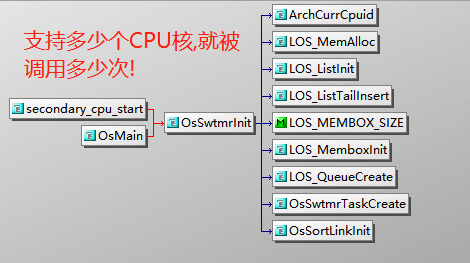 支持多少个CPU核,就被
调用多少次!
secondary_cpu_start
OsMain
OsSwtmrInit
ArchCurrCpuid
LOS_MemAlloc
LOS_ListInit
LOS_ListTailInsert
LOS_MEMBOX_SIZE
LOS_MemboxInit
LOS_QueueCreate
OsSwtmrTaskCreate
OsSortLinkInit